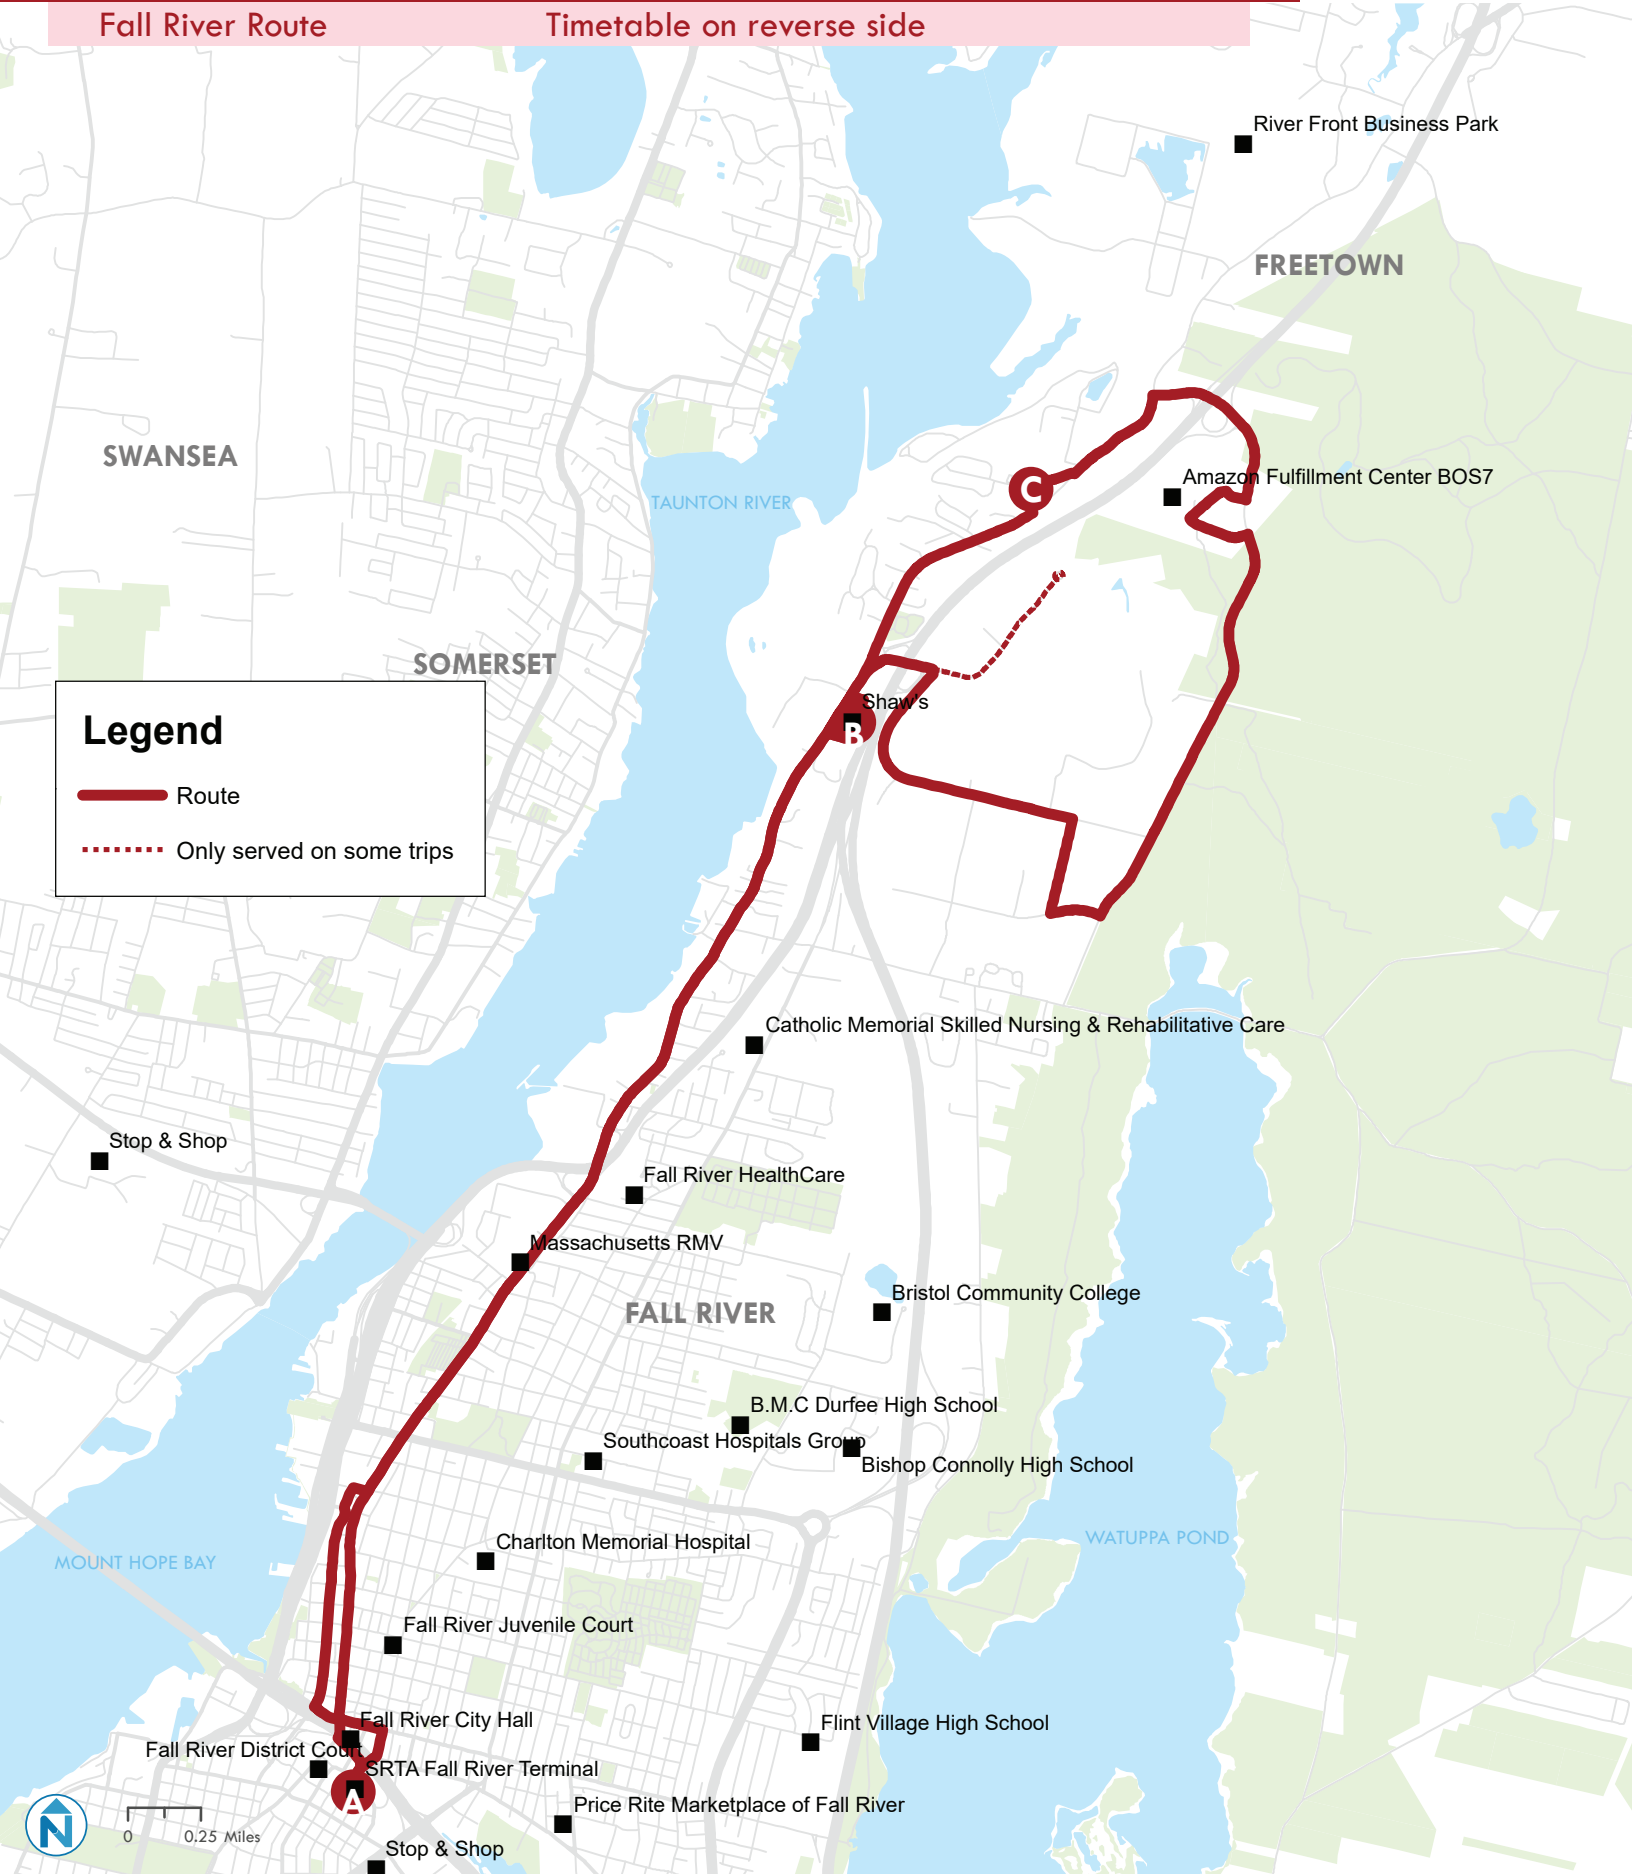 Fall River Route
Timetable on reverse side
River Front Business Park
FREETOWN
SWANSEA
Amazon Fulfillment Center BOS7
C
TAUNTON RIVER
SOMERSET
Shaw's
B
Legend
Route
Only served on some trips
Catholic Memorial Skilled Nursing & Rehabilitative Care
Stop & Shop
Fall River HealthCare
Massachusetts RMV
Bristol Community College
FALL RIVER
B.M.C Durfee High School
Southcoast Hospitals Group
Bishop Connolly High School
WATUPPA POND
Charlton Memorial Hospital
MOUNT HOPE BAY
Fall River Juvenile Court
Fall River City Hall
Flint Village High School
Fall River District Court
SRTA Fall River Terminal
A
Price Rite Marketplace of Fall River
N
0 0.25 Miles
Stop & Shop